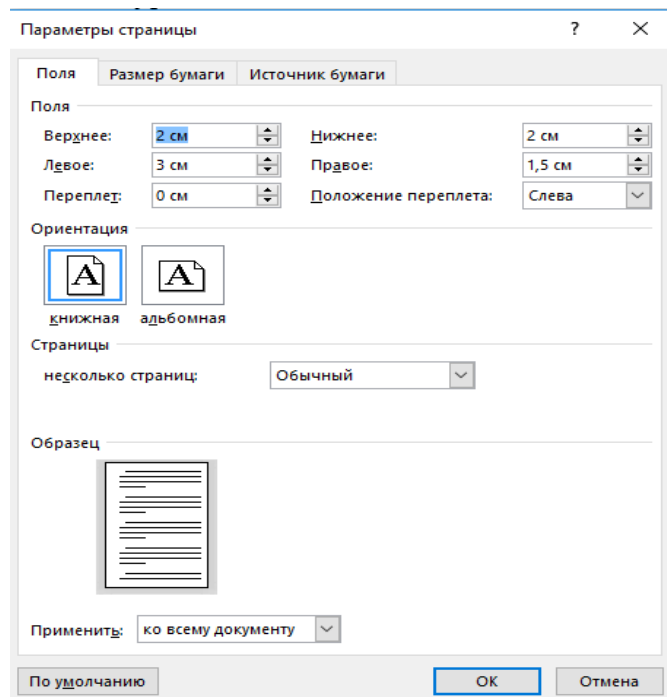 Параметры страницы ? ×
Поля Размер бумаги Источник бумаги
Поля
Верхнее: 2 см Нижнее: 2 см
Левое: 3 см Правое: 1,5 см
Переплет: 0 см Положение переплета: Слева
Ориентация
A A
книжная альбомная
Страницы
несколько страниц: Обычный
Образец
Применить: ко всему документу
По умолчанию ОК Отмена